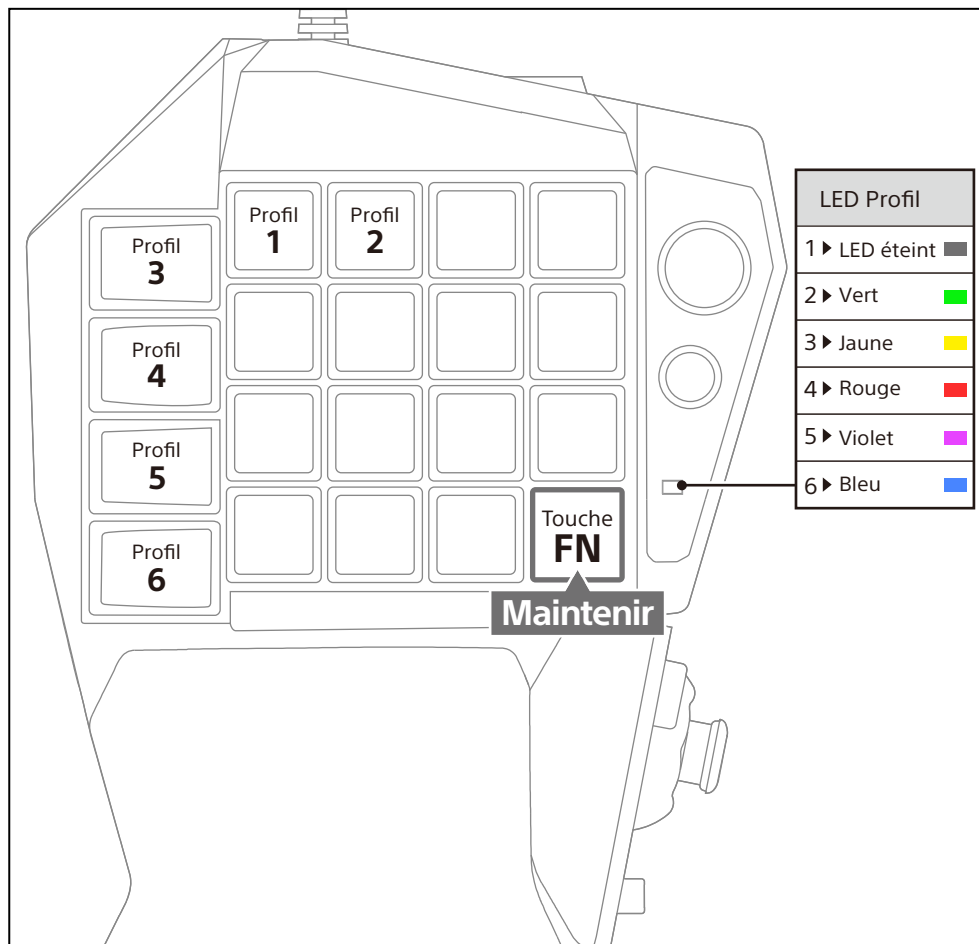 Profil
1
Profil
2
Profil
3
Profil
4
Profil
5
Profil
6
Touche
FN
Maintenir
LED Profil
1 ▶ LED éteint
2 ▶ Vert
3 ▶ Jaune
4 ▶ Rouge
5 ▶ Violet
6 ▶ Bleu